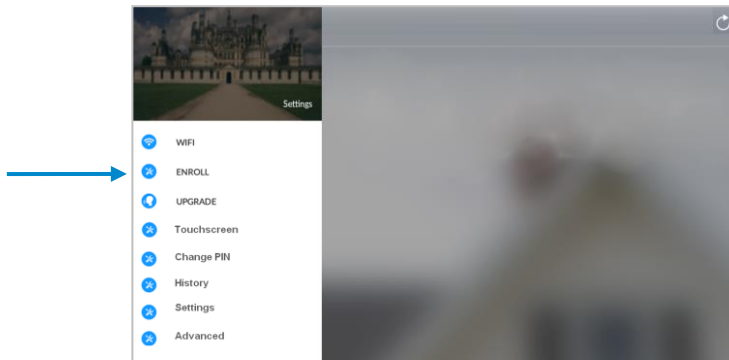 Settings
WIFI
ENROLL
UPGRADE
Touchscreen
Change PIN
History
Settings
Advanced